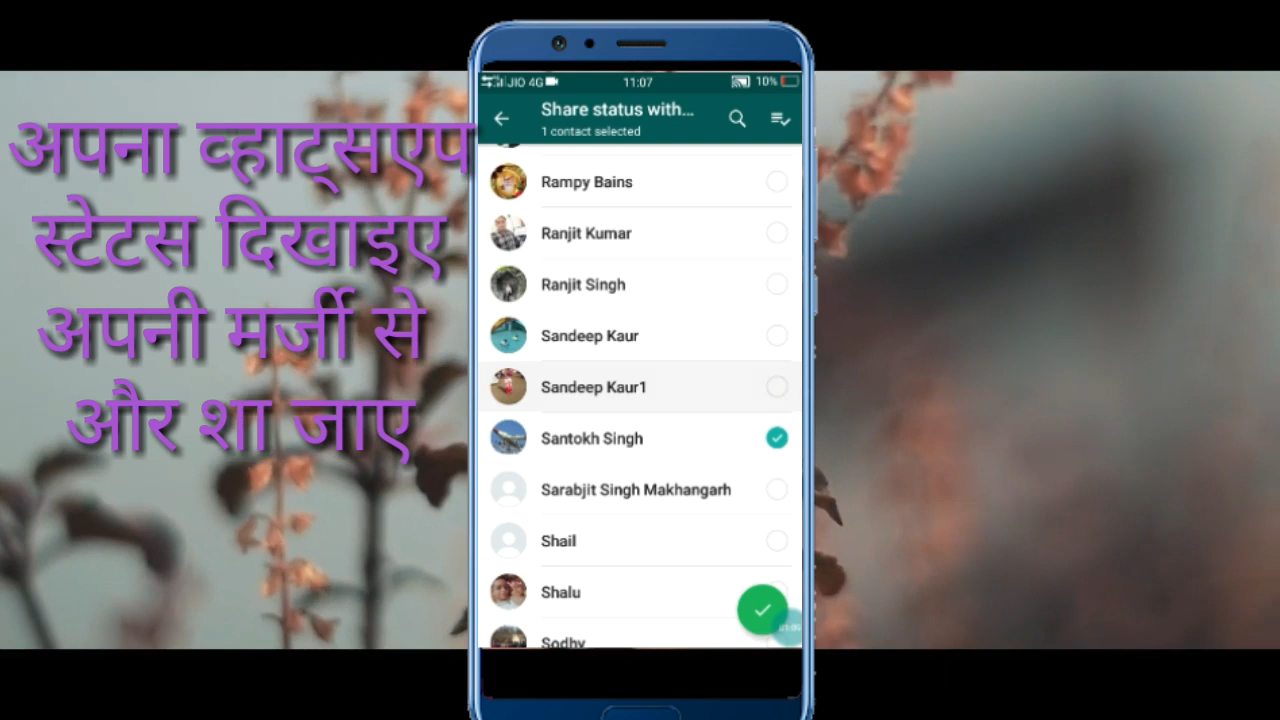 अपना व्हाट्सएप
स्टेटस दिखाइए
अपनी मर्जी से
और शा जाए
JIO 4G 11:07 10%
Share status with...
1 contact selected
Rampy Bains
Ranjit Kumar
Ranjit Singh
Sandeep Kaur
Sandeep Kaur1
Santokh Singh
Sarabjit Singh Makhangarh
Shail
Shalu
Sodhy